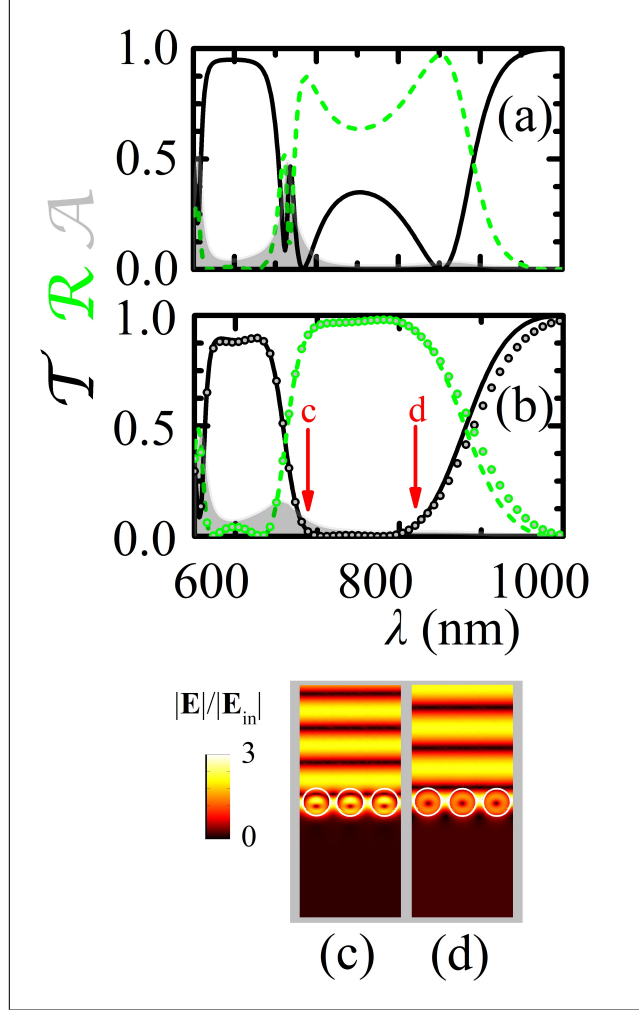 1.0
(a)
0.5
0.0
𝒯 ℛ 𝒜
1.0
c
d
(b)
0.5
0.0
600 800 1000
λ (nm)
|E|/|E_in|
3
0
(c) (d)